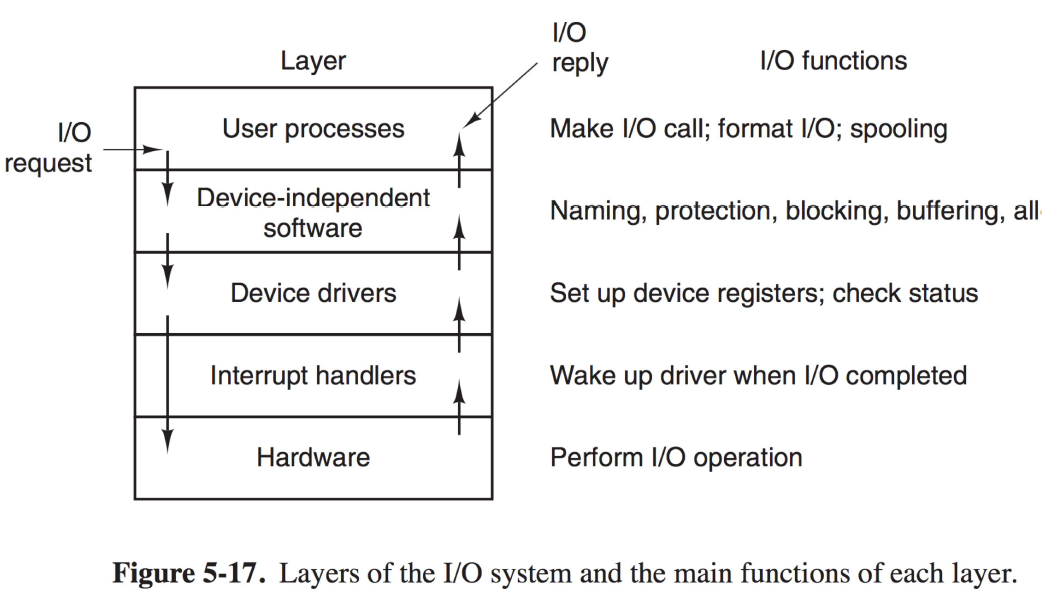 Layer
I/O
reply
I/O functions
I/O
request
User processes
Make I/O call; format I/O; spooling
Device-independent
software
Naming, protection, blocking, buffering,
Device drivers
Set up device registers; check status
Interrupt handlers
Wake up driver when I/O completed
Hardware
Perform I/O operation
Figure 5-17. Layers of the I/O system and the main functions of each layer.